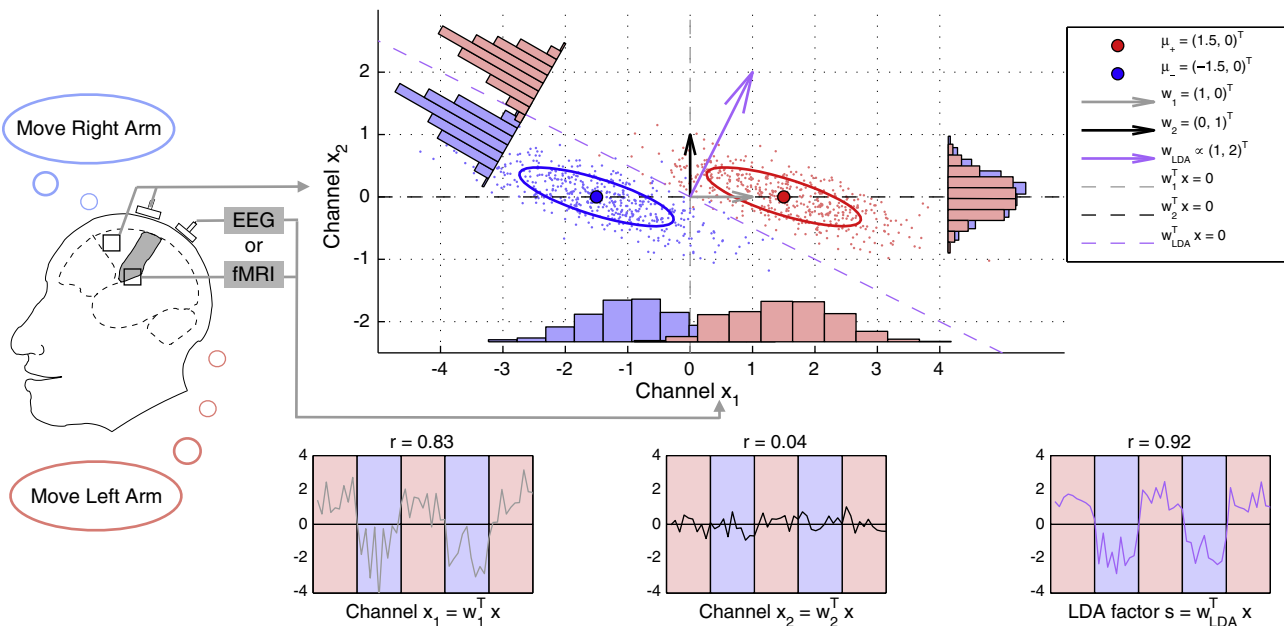 Move Right Arm
EEG
or
fMRI
Move Left Arm
Channel x₂
2
1
0
-1
-2
-4 -3 -2 -1 0 1 2 3 4
Channel x₁
μ₊ = (1.5, 0)ᵀ
μ₋ = (−1.5, 0)ᵀ
w₁ = (1, 0)ᵀ
w₂ = (0, 1)ᵀ
w_LDA ∝ (1, 2)ᵀ
w₁ᵀ x = 0
w₂ᵀ x = 0
w_LDAᵀ x = 0
r = 0.83
4
2
0
-2
-4
Channel x₁ = w₁ᵀ x
r = 0.04
4
2
0
-2
-4
Channel x₂ = w₂ᵀ x
r = 0.92
4
2
0
-2
-4
LDA factor s = w_LDAᵀ x